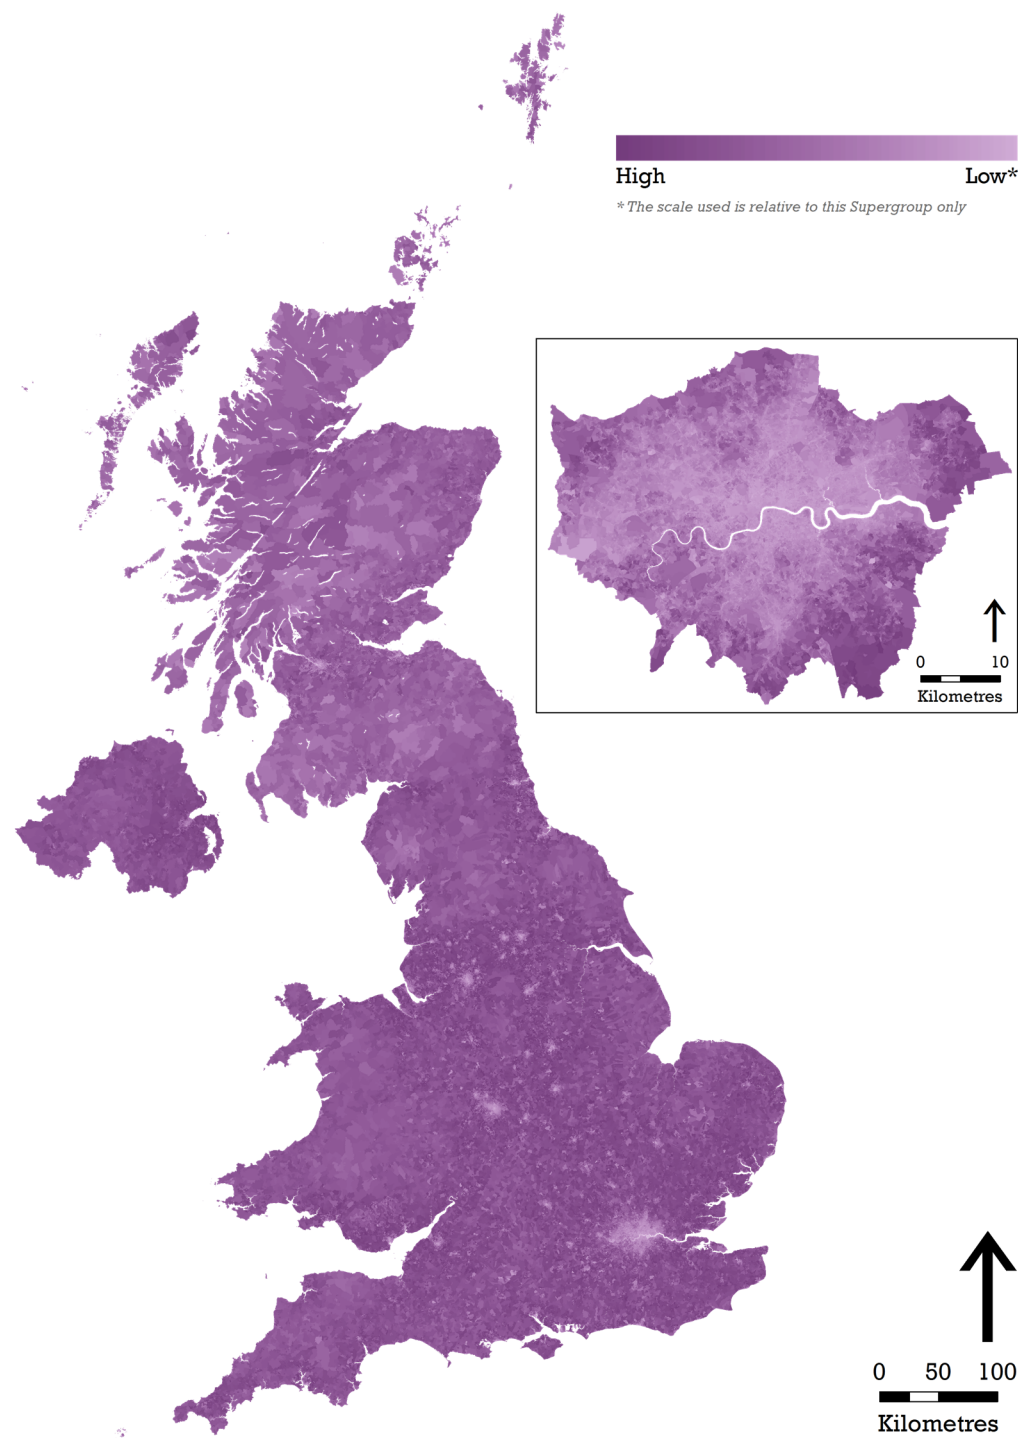 High Low*
* The scale used is relative to this Supergroup only
0 10
Kilometres
0 50 100
Kilometres